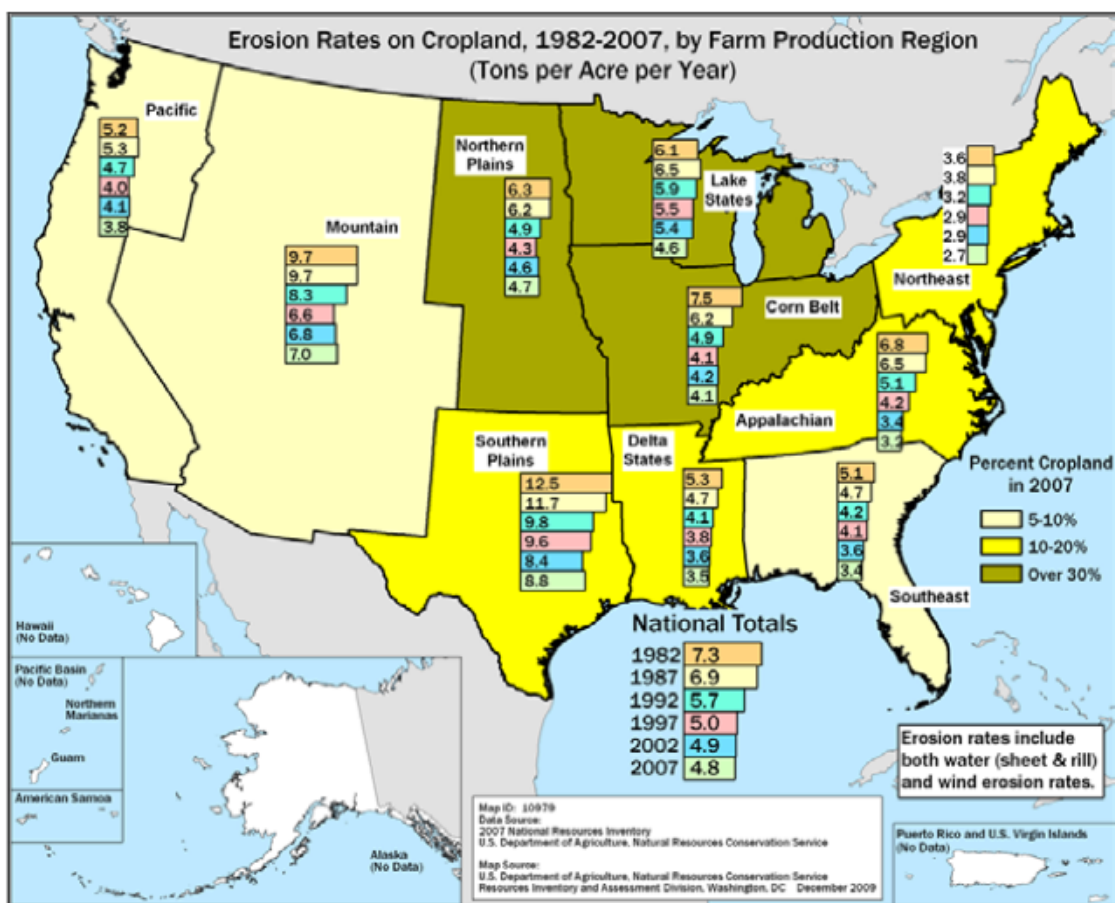 Erosion Rates on Cropland, 1982-2007, by Farm Production Region
(Tons per Acre per Year)
Pacific
5.2
5.3
4.7
4.0
4.1
3.8
Mountain
9.7
9.7
8.3
6.6
6.8
7.0
Northern
Plains
6.3
6.2
4.9
4.3
4.6
4.7
Lake
States
6.1
6.5
5.9
5.5
5.4
4.6
Northeast
3.6
3.8
3.2
2.9
2.9
2.7
Corn Belt
7.5
6.2
4.9
4.1
4.2
4.1
Appalachian
6.8
6.5
5.1
4.2
3.4
3.2
Southern
Plains
12.5
11.7
9.8
9.6
8.4
8.8
Delta
States
5.3
4.7
4.1
3.8
3.6
3.5
Southeast
5.1
4.7
4.2
4.1
3.6
3.4
Percent Cropland
in 2007
5-10%
10-20%
Over 30%
National Totals
1982 7.3
1987 6.9
1992 5.7
1997 5.0
2002 4.9
2007 4.8
Hawaii
(No Data)
Pacific Basin
(No Data)
Northern
Marianas
Guam
American Samoa
Alaska
(No Data)
Erosion rates include
both water (sheet & rill)
and wind erosion rates.
Map ID: 10979
Data Source:
2007 National Resources Inventory
U.S. Department of Agriculture, Natural Resources Conservation Service
Map Source:
U.S. Department of Agriculture, Natural Resources Conservation Service
Resources Inventory and Assessment Division, Washington, DC December 2009
Puerto Rico and U.S. Virgin Islands
(No Data)